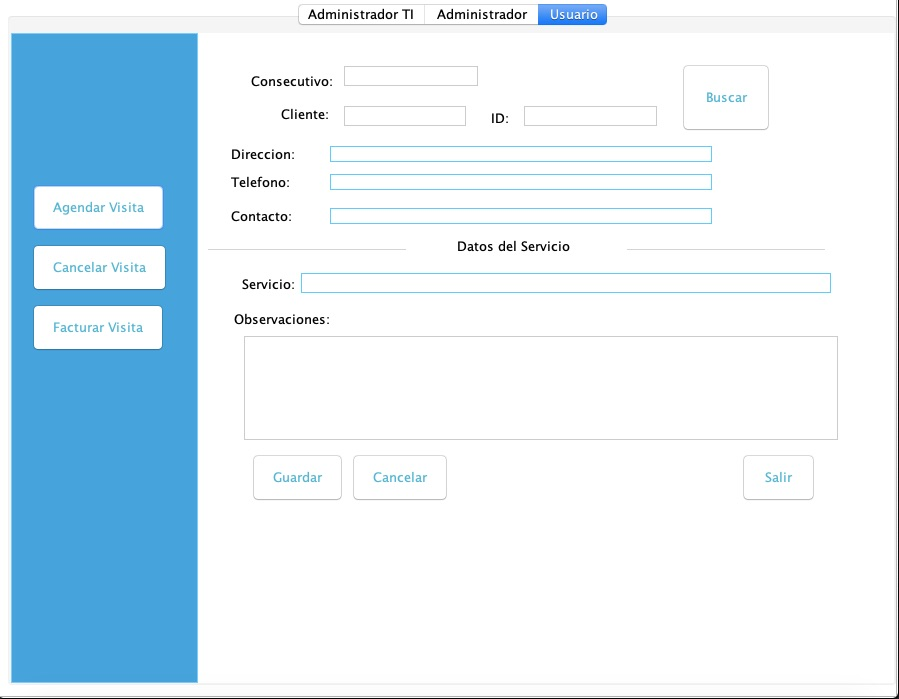 Administrador TI Administrador Usuario
Consecutivo:
Cliente: ID: Buscar
Direccion:
Telefono:
Contacto:
Datos del Servicio
Servicio:
Observaciones:
Guardar Cancelar Salir
Agendar Visita
Cancelar Visita
Facturar Visita